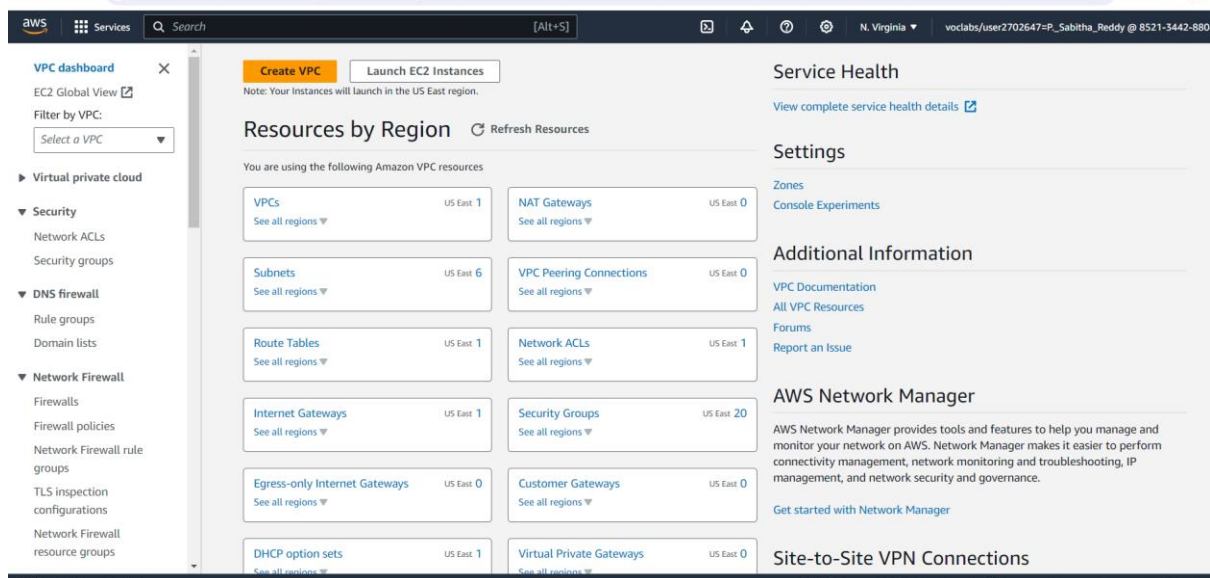 aws
Services
Search
[Alt+S]
N. Virginia
voclabs/user2702647=P._Sabitha_Reddy @ 8521-3442-880
VPC dashboard
EC2 Global View
Filter by VPC:
Select a VPC
Virtual private cloud
Security
Network ACLs
Security groups
DNS firewall
Rule groups
Domain lists
Network Firewall
Firewalls
Firewall policies
Network Firewall rule
groups
TLS inspection
configurations
Network Firewall
resource groups
Create VPC
Launch EC2 Instances
Note: Your Instances will launch in the US East region.
Resources by Region
Refresh Resources
You are using the following Amazon VPC resources
VPCs US East 1
See all regions
NAT Gateways US East 0
See all regions
Subnets US East 6
See all regions
VPC Peering Connections US East 0
See all regions
Route Tables US East 1
See all regions
Network ACLs US East 1
See all regions
Internet Gateways US East 1
See all regions
Security Groups US East 20
See all regions
Egress-only Internet Gateways US East 0
See all regions
Customer Gateways US East 0
See all regions
DHCP option sets US East 1
See all regions
Virtual Private Gateways US East 0
See all regions
Service Health
View complete service health details
Settings
Zones
Console Experiments
Additional Information
VPC Documentation
All VPC Resources
Forums
Report an Issue
AWS Network Manager
AWS Network Manager provides tools and features to help you manage and
monitor your network on AWS. Network Manager makes it easier to perform
connectivity management, network monitoring and troubleshooting, IP
management, and network security and governance.
Get started with Network Manager
Site-to-Site VPN Connections